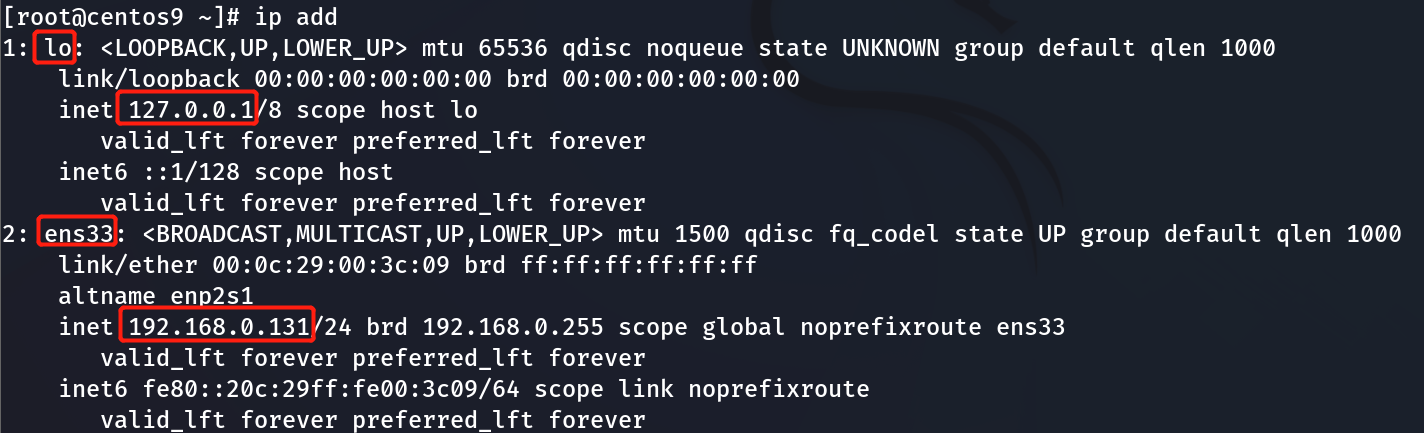 [root@centos9 ~]# ip add
1: lo: <LOOPBACK,UP,LOWER_UP> mtu 65536 qdisc noqueue state UNKNOWN group default qlen 1000
    link/loopback 00:00:00:00:00:00 brd 00:00:00:00:00:00
    inet 127.0.0.1/8 scope host lo
       valid_lft forever preferred_lft forever
    inet6 ::1/128 scope host
       valid_lft forever preferred_lft forever
2: ens33: <BROADCAST,MULTICAST,UP,LOWER_UP> mtu 1500 qdisc fq_codel state UP group default qlen 1000
    link/ether 00:0c:29:00:3c:09 brd ff:ff:ff:ff:ff:ff
    altname enp2s1
    inet 192.168.0.131/24 brd 192.168.0.255 scope global noprefixroute ens33
       valid_lft forever preferred_lft forever
    inet6 fe80::20c:29ff:fe00:3c09/64 scope link noprefixroute
       valid_lft forever preferred_lft forever